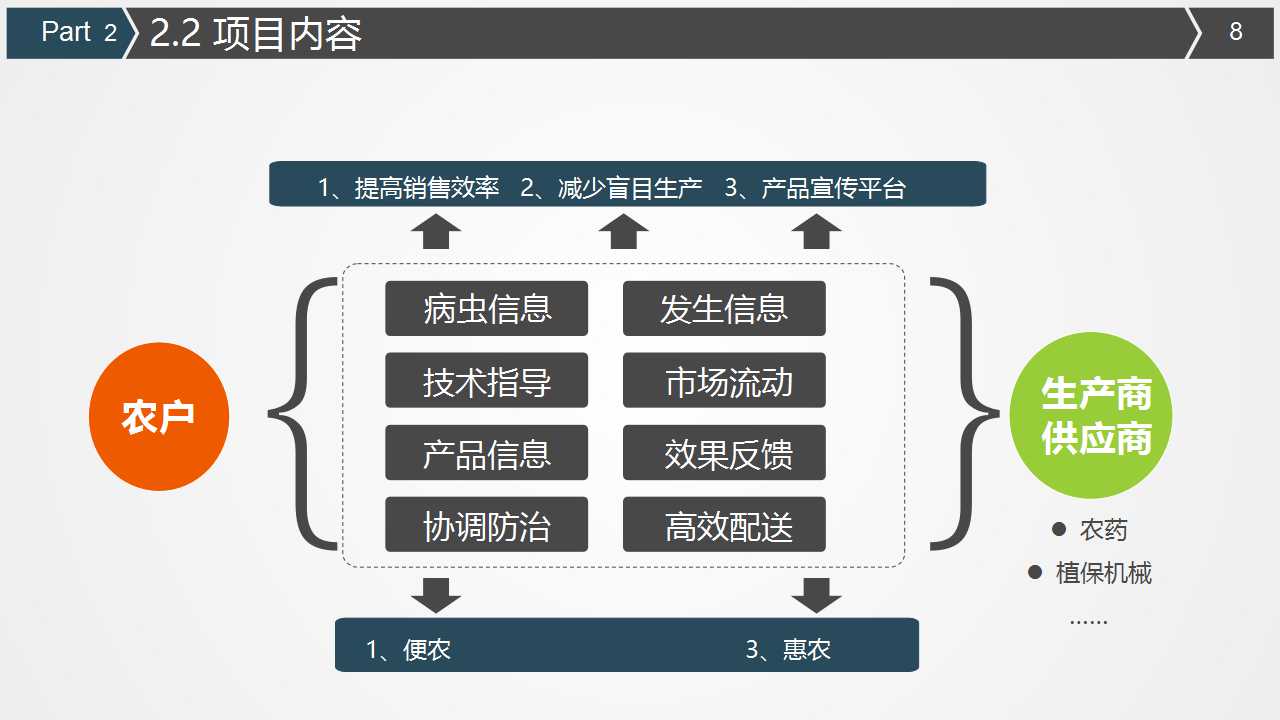 Part 2
2.2 项目内容
8
1、提高销售效率 2、减少盲目生产 3、产品宣传平台
病虫信息 发生信息
技术指导 市场流动
产品信息 效果反馈
协调防治 高效配送
农户
生产商
供应商
● 农药
● 植保机械
……
1、便农 3、惠农